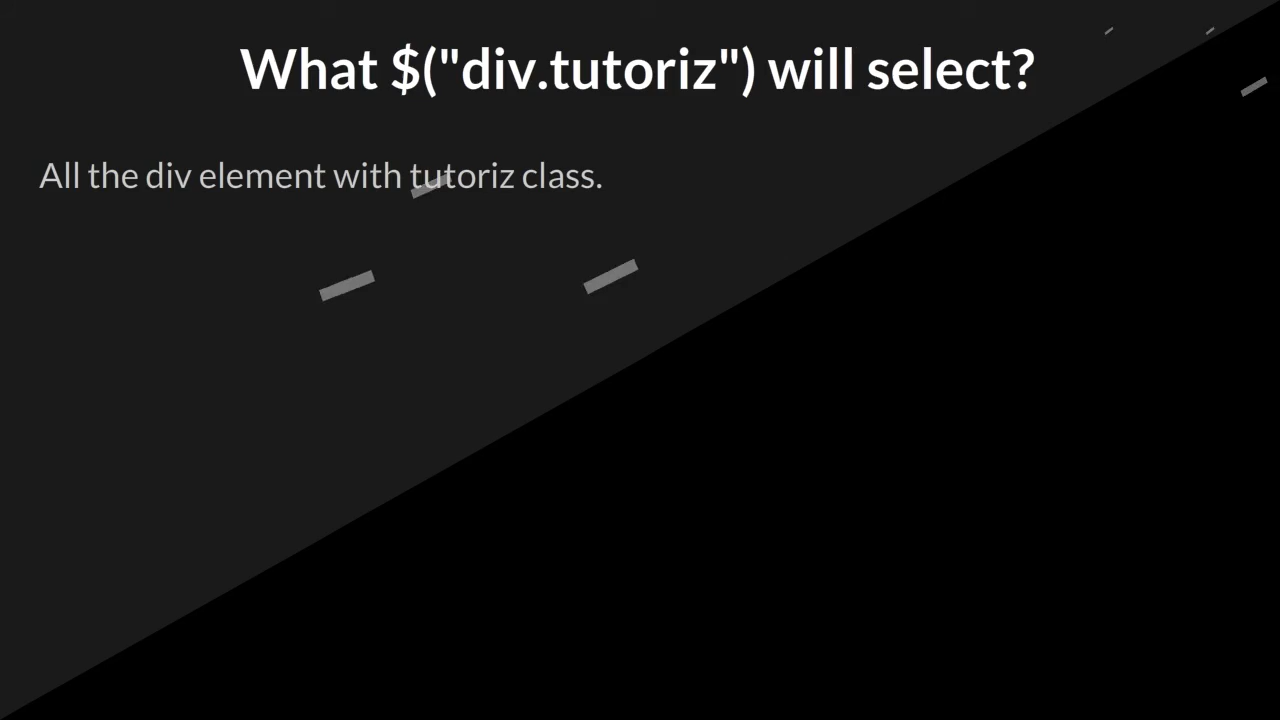 What $("div.tutoriz") will select?
All the div element with tutoriz class.